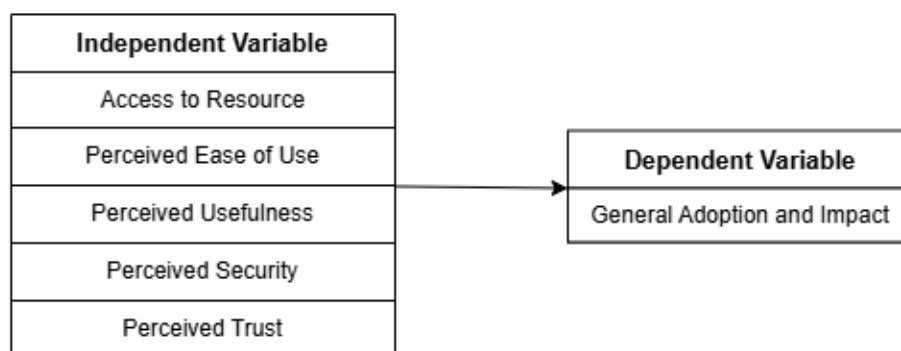 Independent Variable
Access to Resource
Perceived Ease of Use
Perceived Usefulness
Perceived Security
Perceived Trust
Dependent Variable
General Adoption and Impact